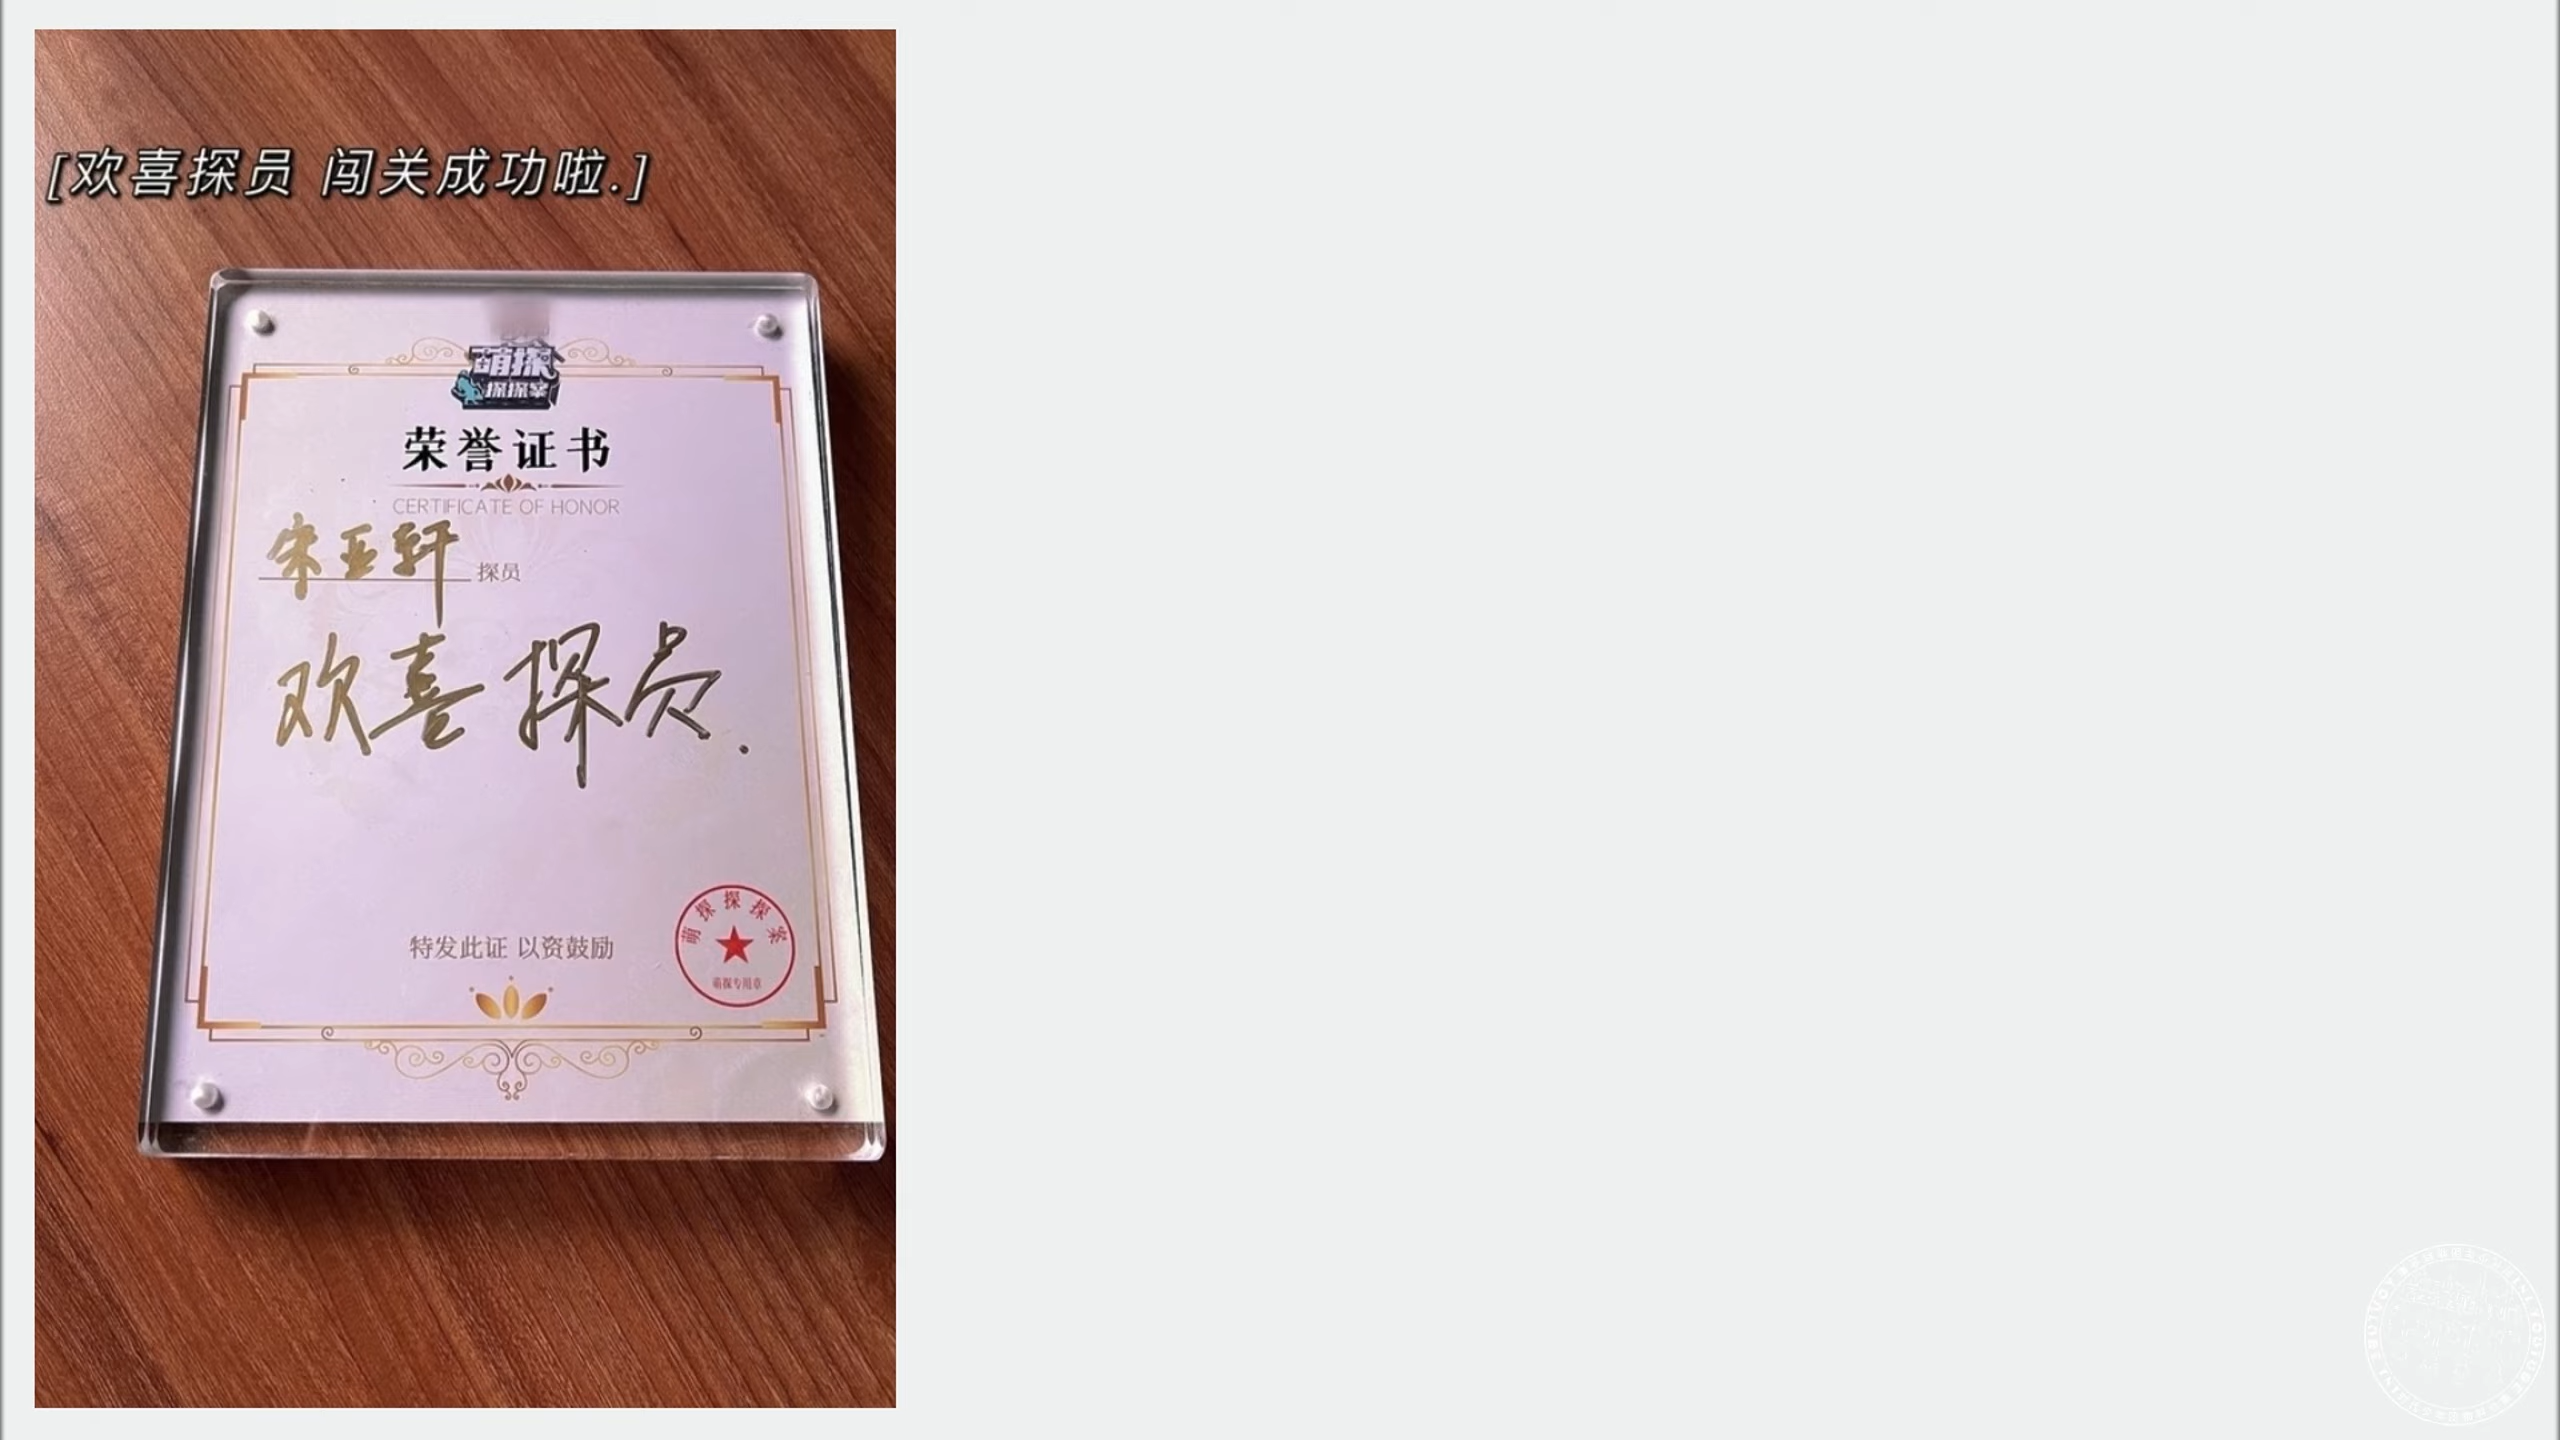 [欢喜探员 闯关成功啦.]
萌探
探探案
荣誉证书
CERTIFICATE OF HONOR
宋亚轩 探员
欢喜探员.
特发此证 以资鼓励
萌探探探案
萌探专用章